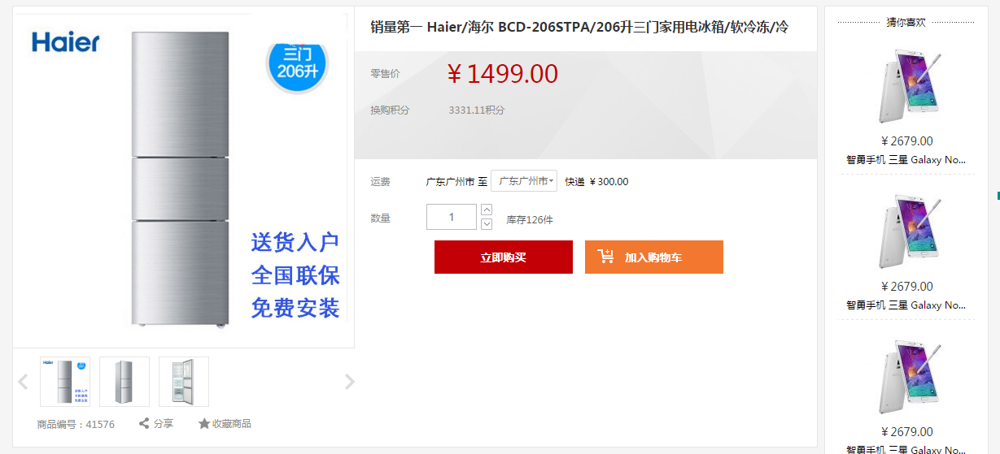 Haier
三门
206升
送货入户
全国联保
免费安装
商品编号：41576
分享
收藏商品
销量第一 Haier/海尔 BCD-206STPA/206升三门家用电冰箱/软冷冻/冷
零售价
¥ 1499.00
换购积分
3331.11积分
运费
广东广州市 至
广东广州市
快递 ¥ 300.00
数量
1
库存126件
立即购买
加入购物车
猜你喜欢
¥ 2679.00
智勇手机 三星 Galaxy No...
¥ 2679.00
智勇手机 三星 Galaxy No...
¥ 2679.00
智勇手机 三星 Galaxy No...